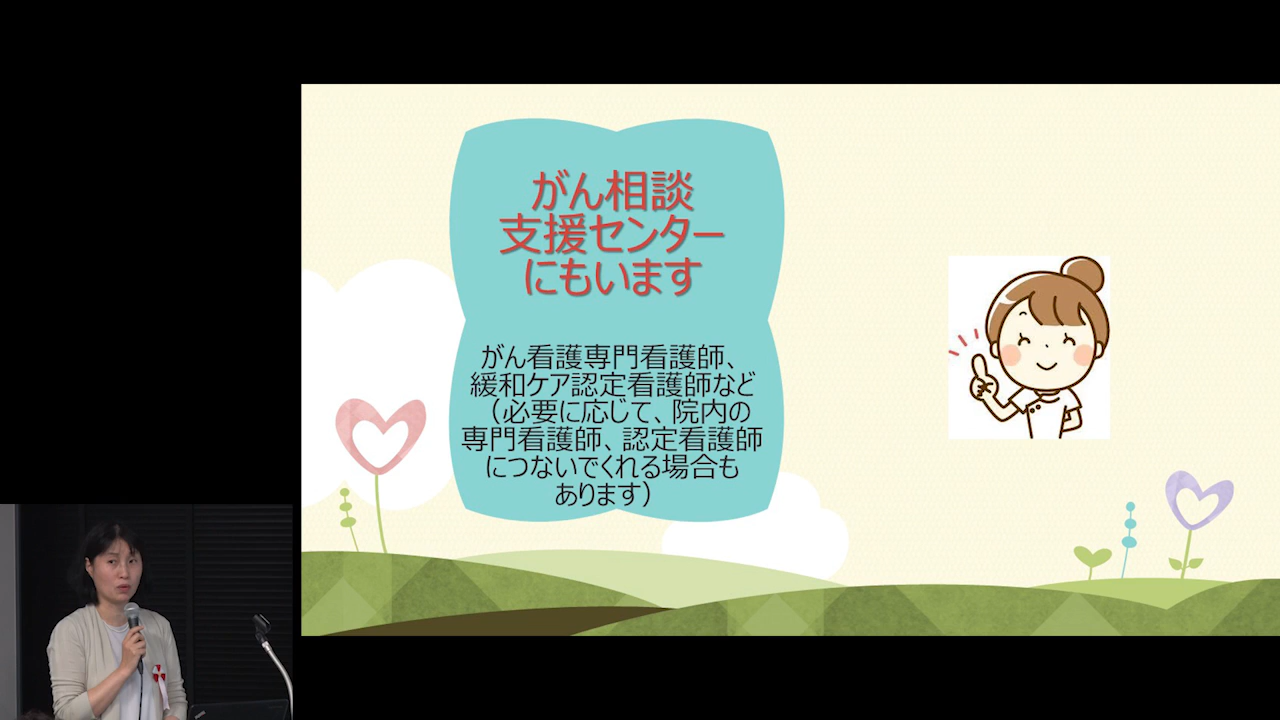 がん相談
支援センター
にもいます
がん看護専門看護師、
緩和ケア認定看護師など
（必要に応じて、院内の
専門看護師、認定看護師
につないでくれる場合も
あります）